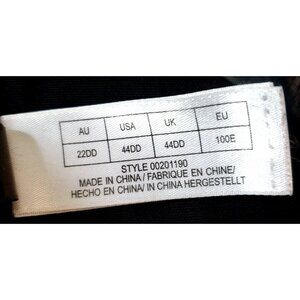 AU USA UK EU
22DD 44DD 44DD 100E
STYLE 00201190
MADE IN CHINA / FABRIQUE EN CHINE/
HECHO EN CHINA/ IN CHINA HERGESTELLT